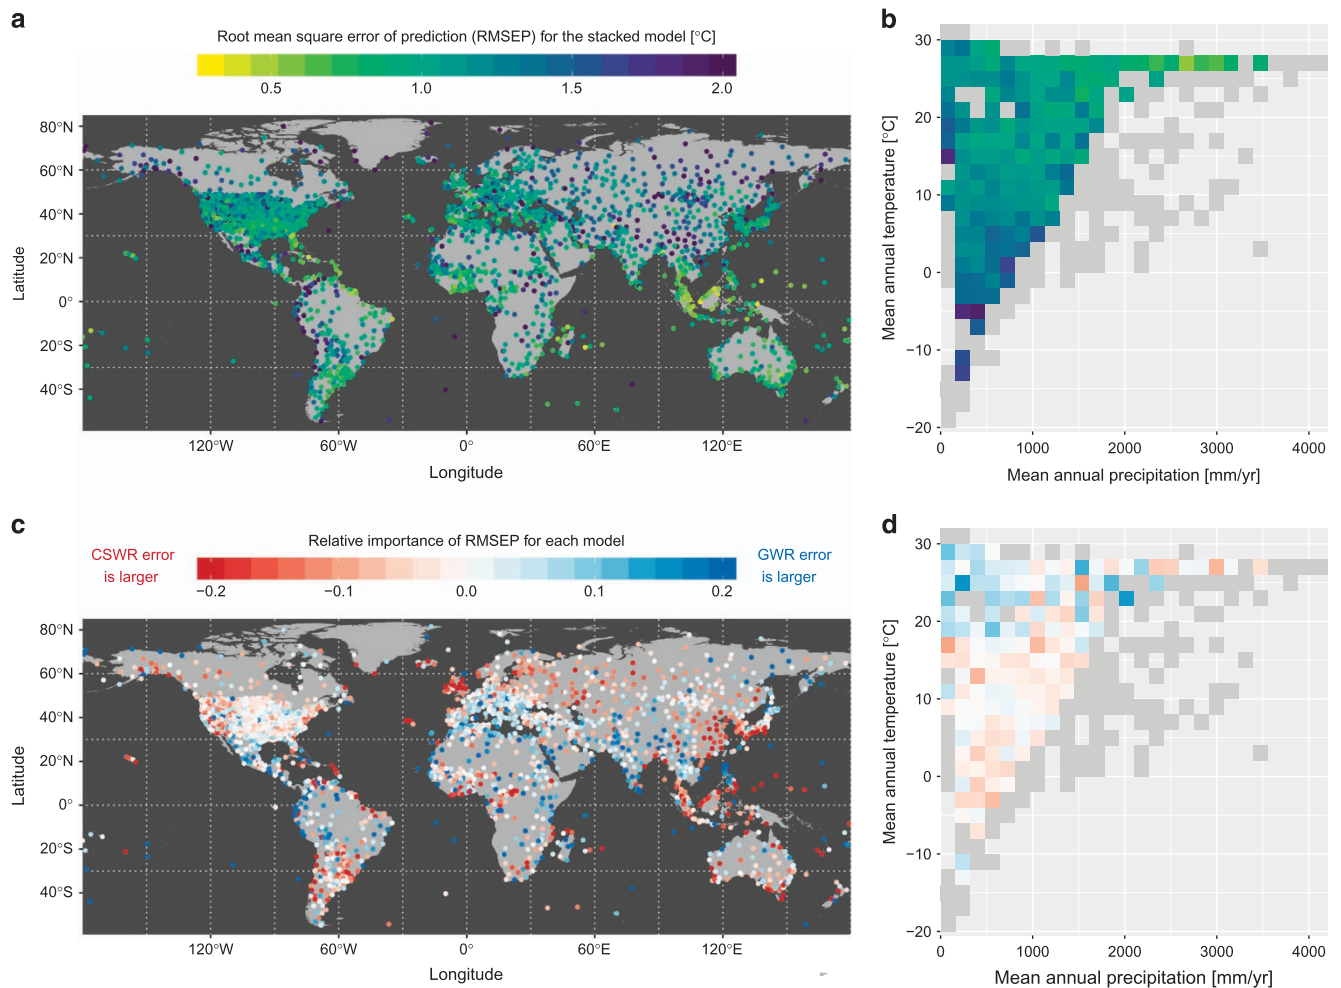 a
Root mean square error of prediction (RMSEP) for the stacked model [°C]
0.5 1.0 1.5 2.0
80°N
60°N
40°N
20°N
0°
20°S
40°S
Latitude
120°W 60°W 0° 60°E 120°E
Longitude
b
30
20
10
0
−10
−20
Mean annual temperature [°C]
0 1000 2000 3000 4000
Mean annual precipitation [mm/yr]
c
CSWR error
is larger
Relative importance of RMSEP for each model
GWR error
is larger
−0.2 −0.1 0.0 0.1 0.2
80°N
60°N
40°N
20°N
0°
20°S
40°S
Latitude
120°W 60°W 0° 60°E 120°E
Longitude
d
30
20
10
0
−10
−20
Mean annual temperature [°C]
0 1000 2000 3000 4000
Mean annual precipitation [mm/yr]